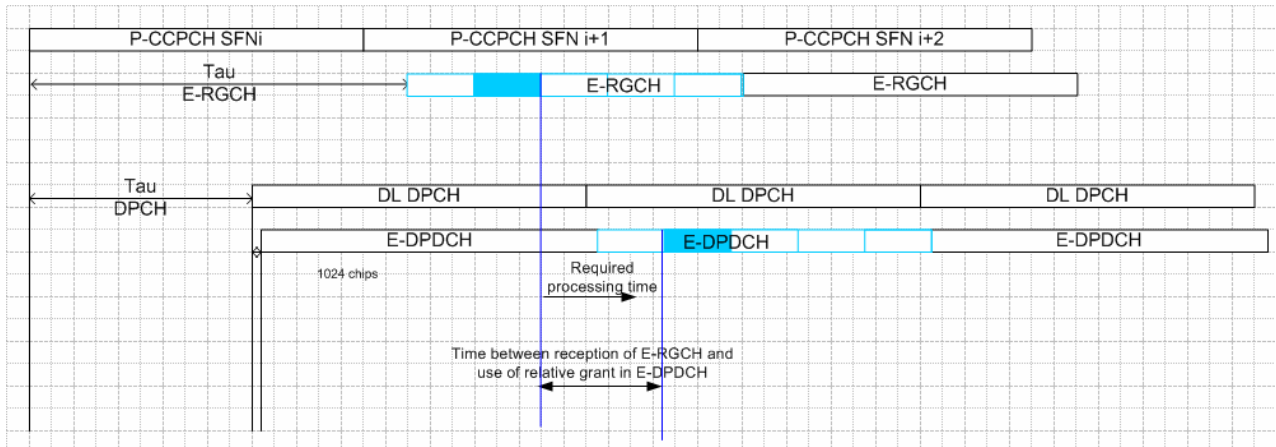 P-CCPCH SFNi
P-CCPCH SFN i+1
P-CCPCH SFN i+2
Tau
E-RGCH
E-RGCH
E-RGCH
Tau
DPCH
DL DPCH
DL DPCH
DL DPCH
E-DPDCH
E-DPDCH
E-DPDCH
1024 chips
Required
processing time
Time between reception of E-RGCH and
use of relative grant in E-DPDCH